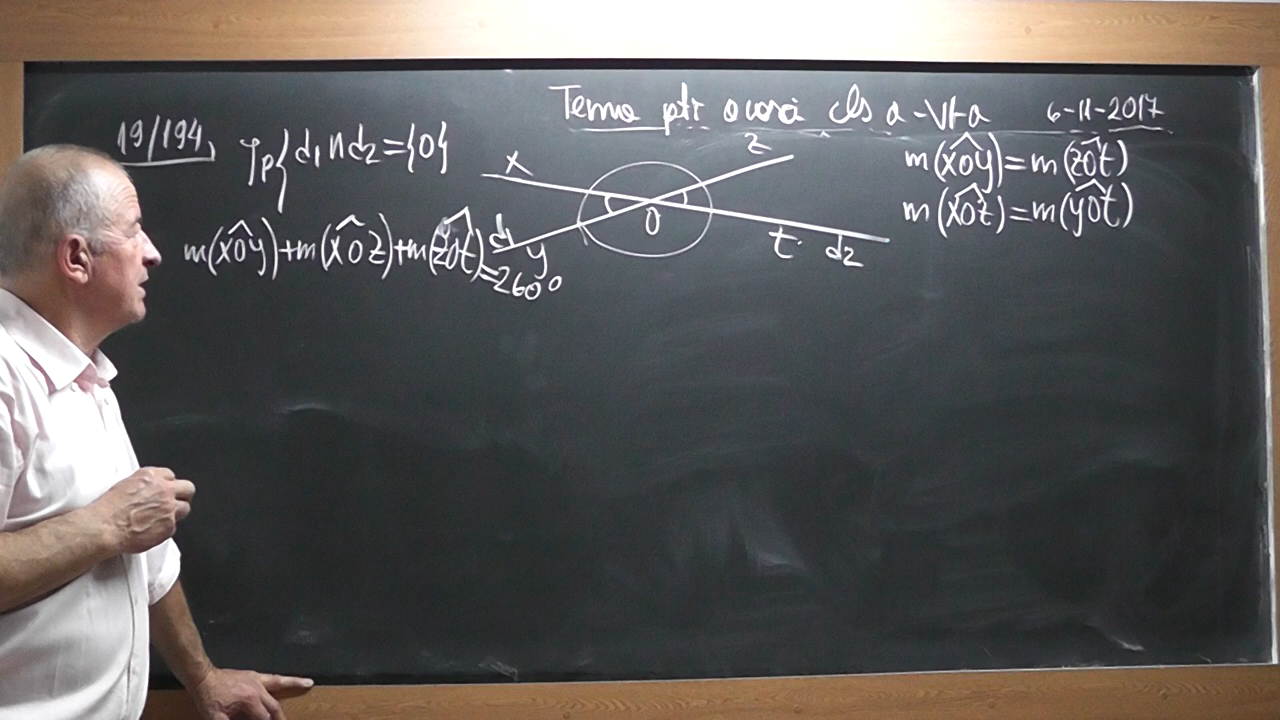 Tema ptr acasă cls a-VI-a 6-11-2017
19/194.
Ip{ d1∩d2={O}
m(x̂Oy)+m(x̂Oz)+m(ẑOt)=260°
x
z
O
d1
y
t
d2
m(x̂Oy)=m(ẑOt)
m(x̂Oz)=m(ŷOt)